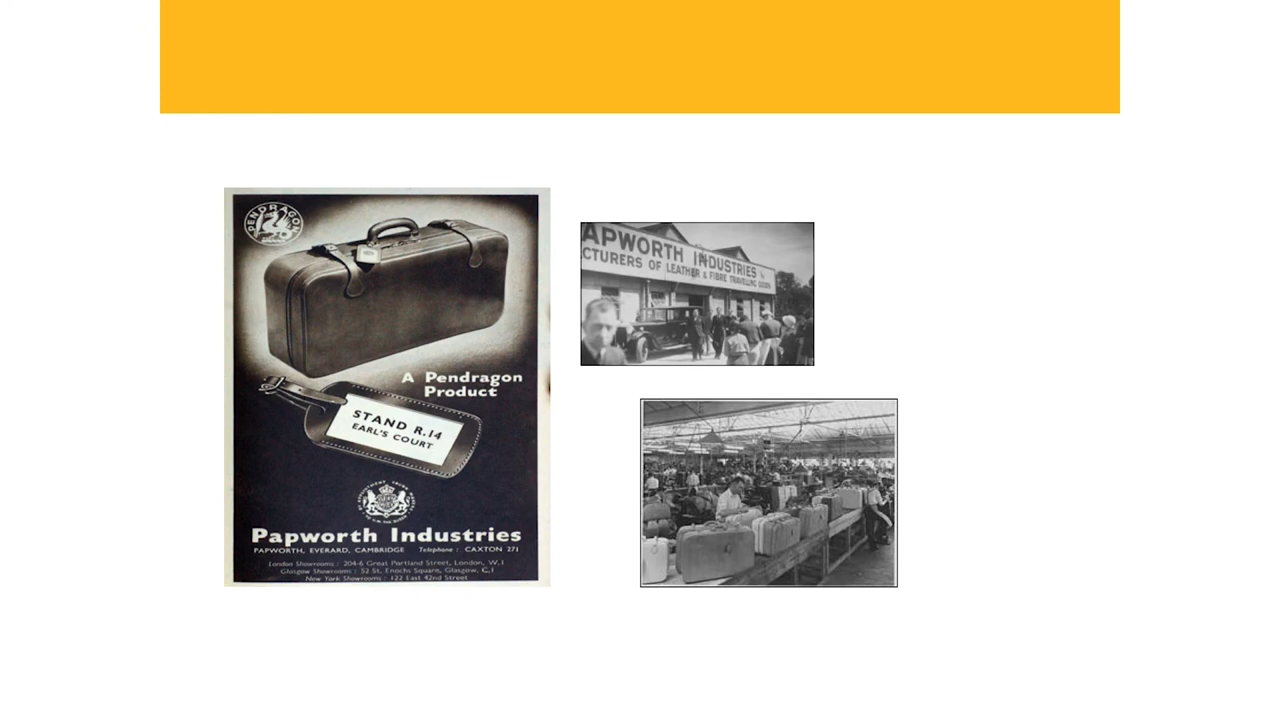 PENDRAGON
A Pendragon
Product
STAND R.14
EARL'S COURT
Papworth Industries
PAPWORTH, EVERARD, CAMBRIDGE Telephone : CAXTON 271
London Showrooms : 204-6 Great Portland Street, London, W.1
Glasgow Showrooms : 52 St. Enochs Square, Glasgow, C.1
New York Showrooms : 122 East 42nd Street
APWORTH INDUSTRIES
CTURERS OF LEATHER & FIBRE TRAVELLING GOODS